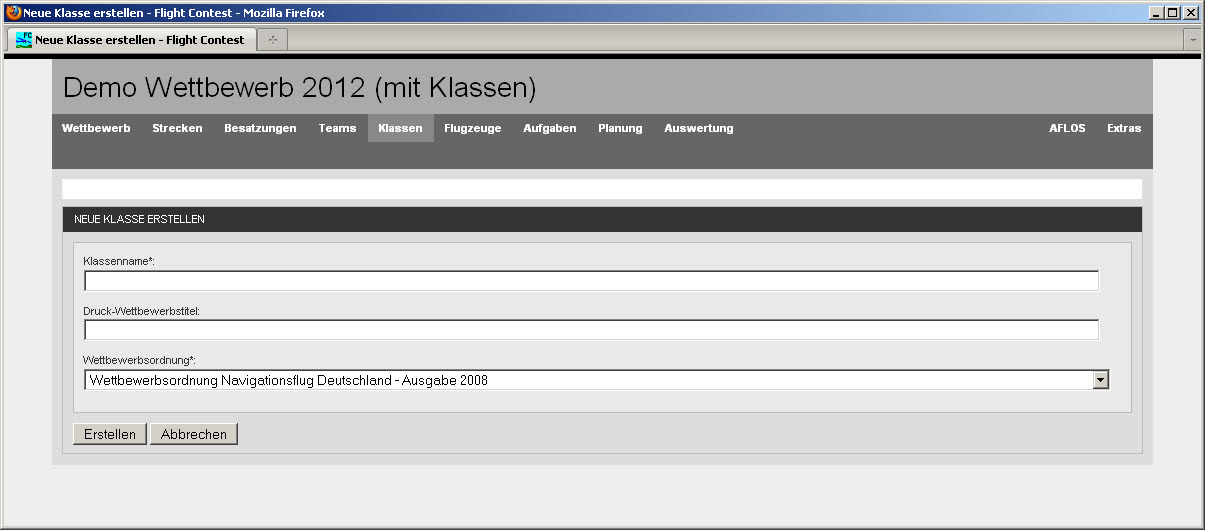 Neue Klasse erstellen - Flight Contest - Mozilla Firefox
FC Neue Klasse erstellen - Flight Contest
Demo Wettbewerb 2012 (mit Klassen)
Wettbewerb Strecken Besatzungen Teams Klassen Flugzeuge Aufgaben Planung Auswertung AFLOS Extras
NEUE KLASSE ERSTELLEN
Klassenname*:
Druck-Wettbewerbstitel:
Wettbewerbsordnung*:
Wettbewerbsordnung Navigationsflug Deutschland - Ausgabe 2008
Erstellen Abbrechen